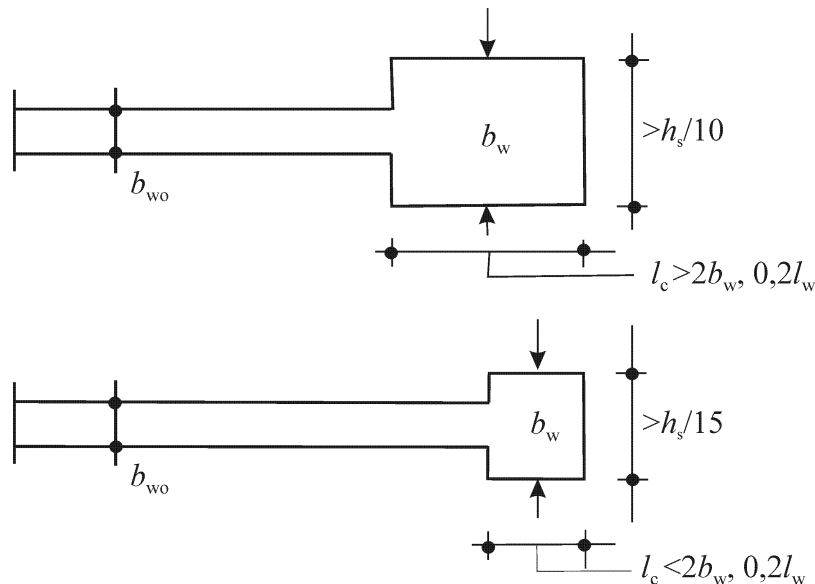 b_w
>h_s/10
b_wo
l_c>2b_w, 0,2l_w
b_w
>h_s/15
b_wo
l_c<2b_w, 0,2l_w